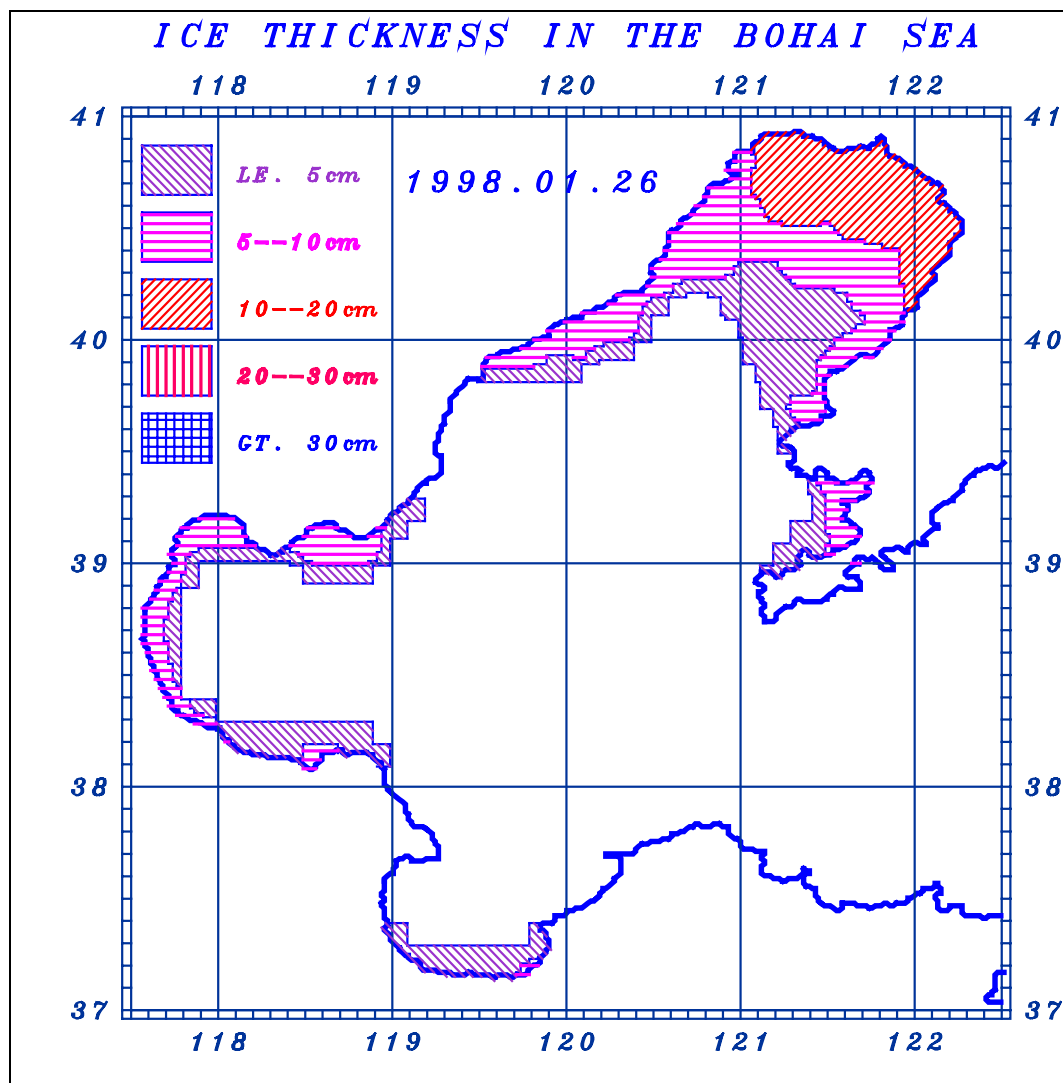 ICE THICKNESS IN THE BOHAI SEA
118 119 120 121 122
41 41
LE. 5cm
1998.01.26
5--10cm
10--20cm
40 40
20--30cm
GT. 30cm
39 39
38 38
37 37
118 119 120 121 122